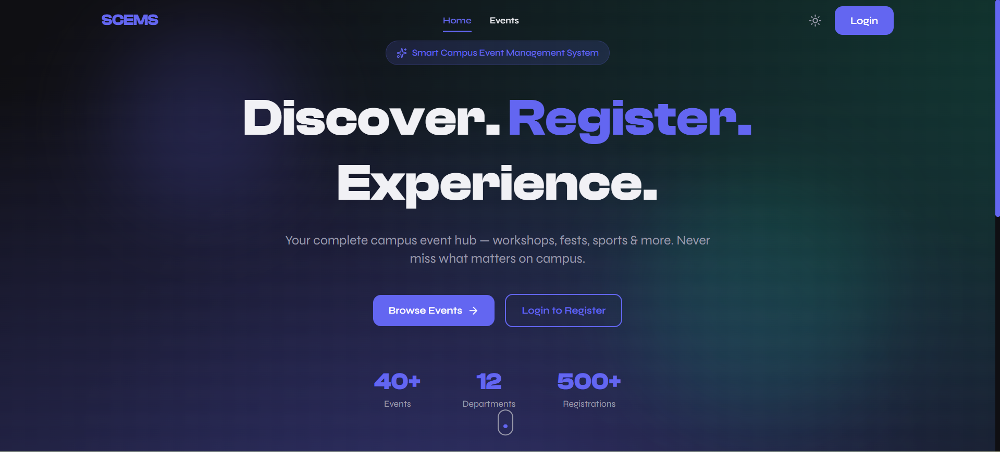 SCEMS
Home
Events
Login
Smart Campus Event Management System
Discover. Register.
Experience.
Your complete campus event hub — workshops, fests, sports & more. Never
miss what matters on campus.
Browse Events
Login to Register
40+
Events
12
Departments
500+
Registrations